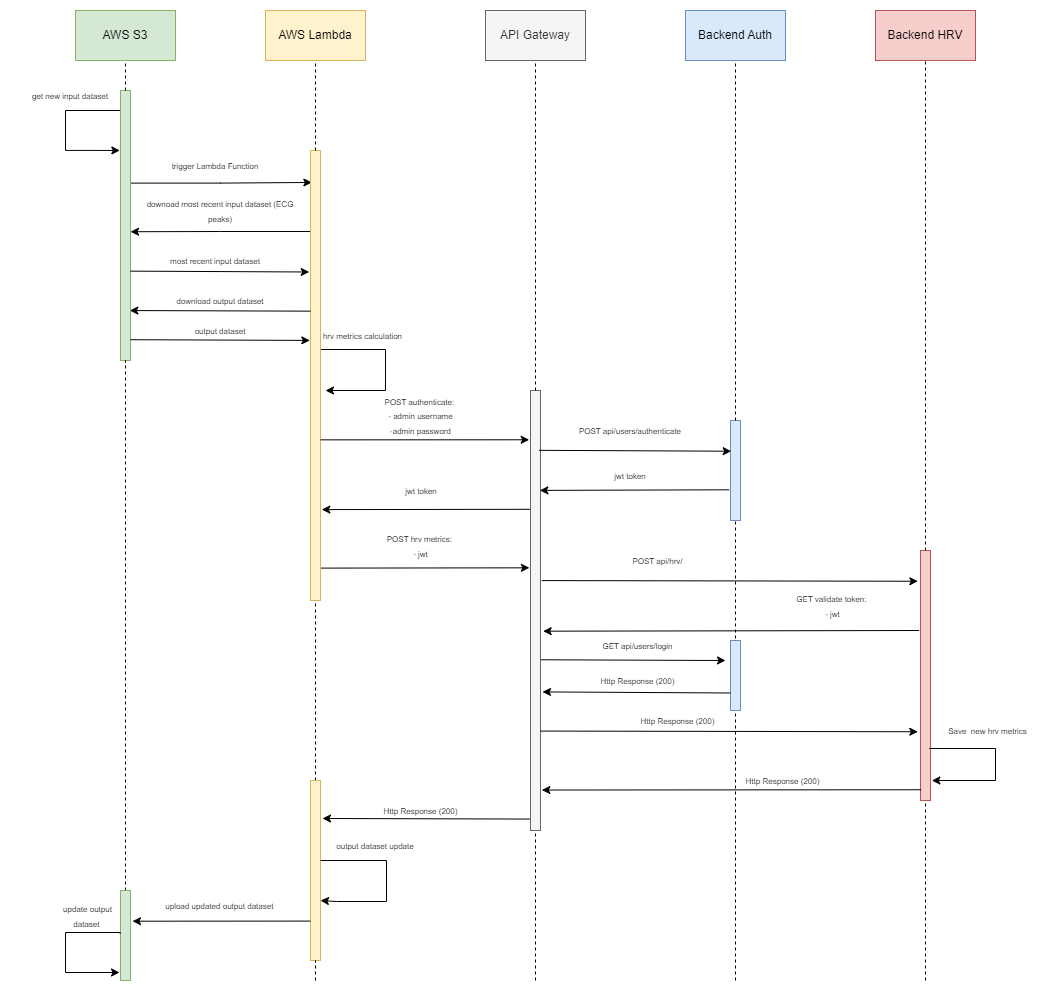 AWS S3
AWS Lambda
API Gateway
Backend Auth
Backend HRV
get new input dataset
trigger Lambda Function
downoad most recent input dataset (ECG
peaks)
most recent input dataset
download output dataset
output dataset
hrv metrics calculation
POST authenticate:
- admin username
-admin password
POST api/users/authenticate
jwt token
jwt token
POST hrv metrics:
- jwt
POST api/hrv/
GET validate token:
- jwt
GET api/users/login
Http Response (200)
Http Response (200)
Save new hrv metrics
Http Response (200)
Http Response (200)
output dataset update
upload updated output dataset
update output
dataset